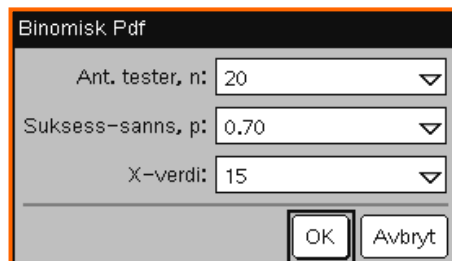 Binomisk Pdf
Ant. tester, n: 20
Suksess-sanns, p: 0.70
X-verdi: 15
OK Avbryt